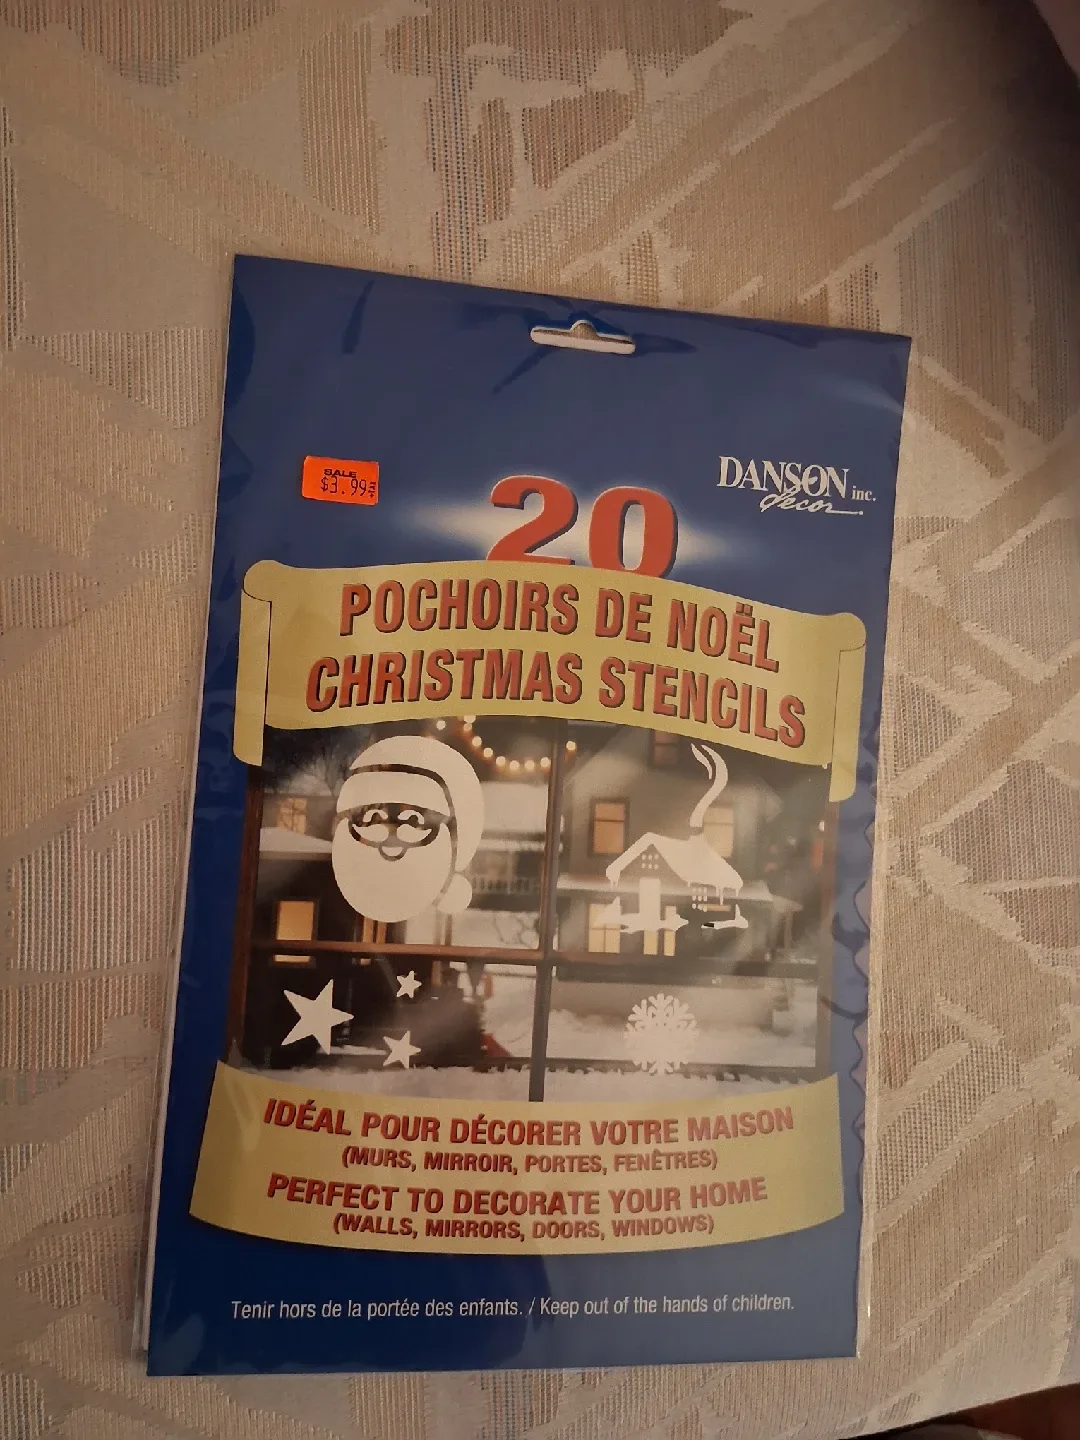 SALE
$3.99
DANSON inc.
décor
20
POCHOIRS DE NOËL
CHRISTMAS STENCILS
IDÉAL POUR DÉCORER VOTRE MAISON
(MURS, MIRROIR, PORTES, FENÊTRES)
PERFECT TO DECORATE YOUR HOME
(WALLS, MIRRORS, DOORS, WINDOWS)
Tenir hors de la portée des enfants. / Keep out of the hands of children.